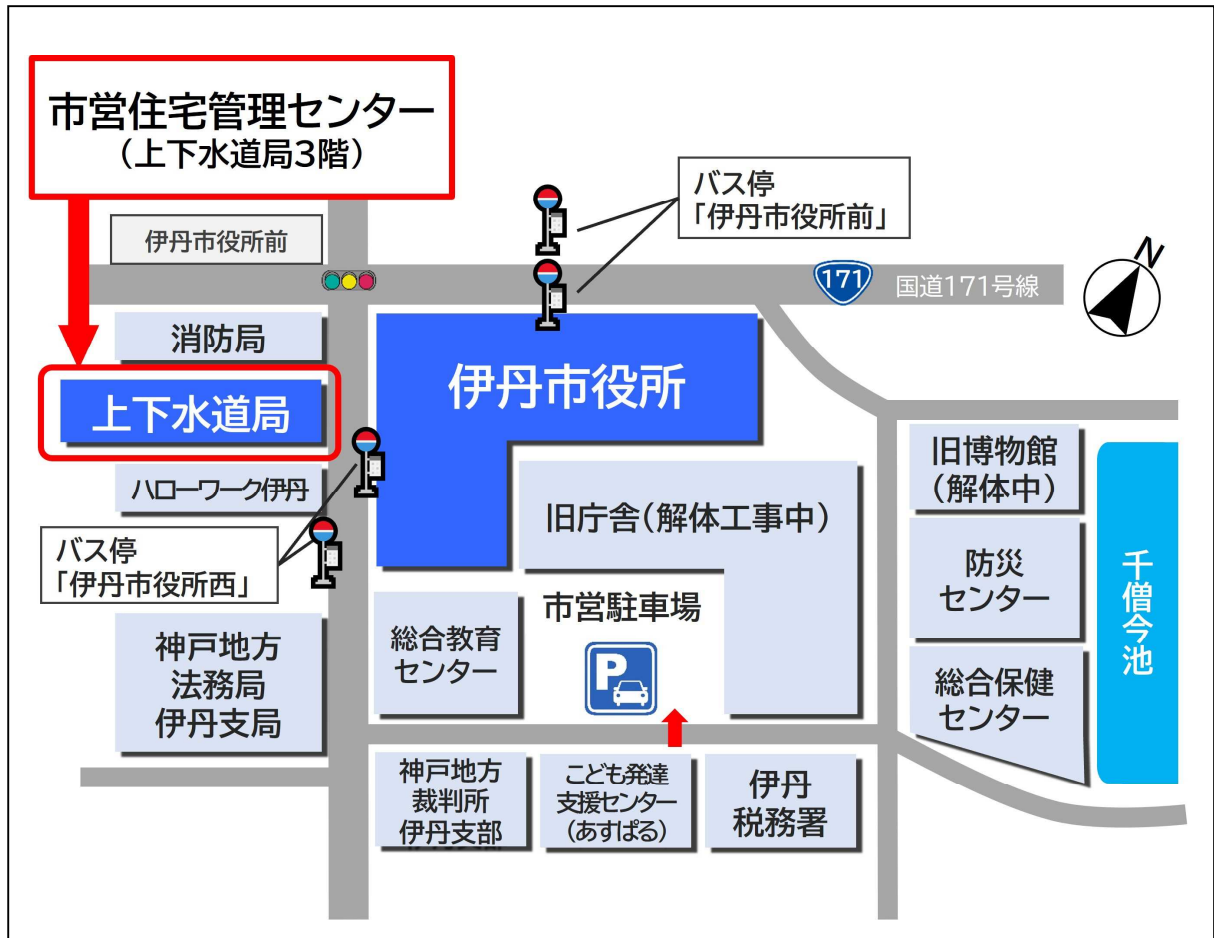 市営住宅管理センター
（上下水道局3階）
バス停
「伊丹市役所前」
伊丹市役所前
N
171
国道171号線
消防局
伊丹市役所
上下水道局
旧博物館
（解体中）
ハローワーク伊丹
旧庁舎（解体工事中）
バス停
「伊丹市役所西」
防災
センター
千僧今池
市営駐車場
総合教育
センター
P
神戸地方
法務局
伊丹支局
総合保健
センター
神戸地方
裁判所
伊丹支部
こども発達
支援センター
（あすぱる）
伊丹
税務署